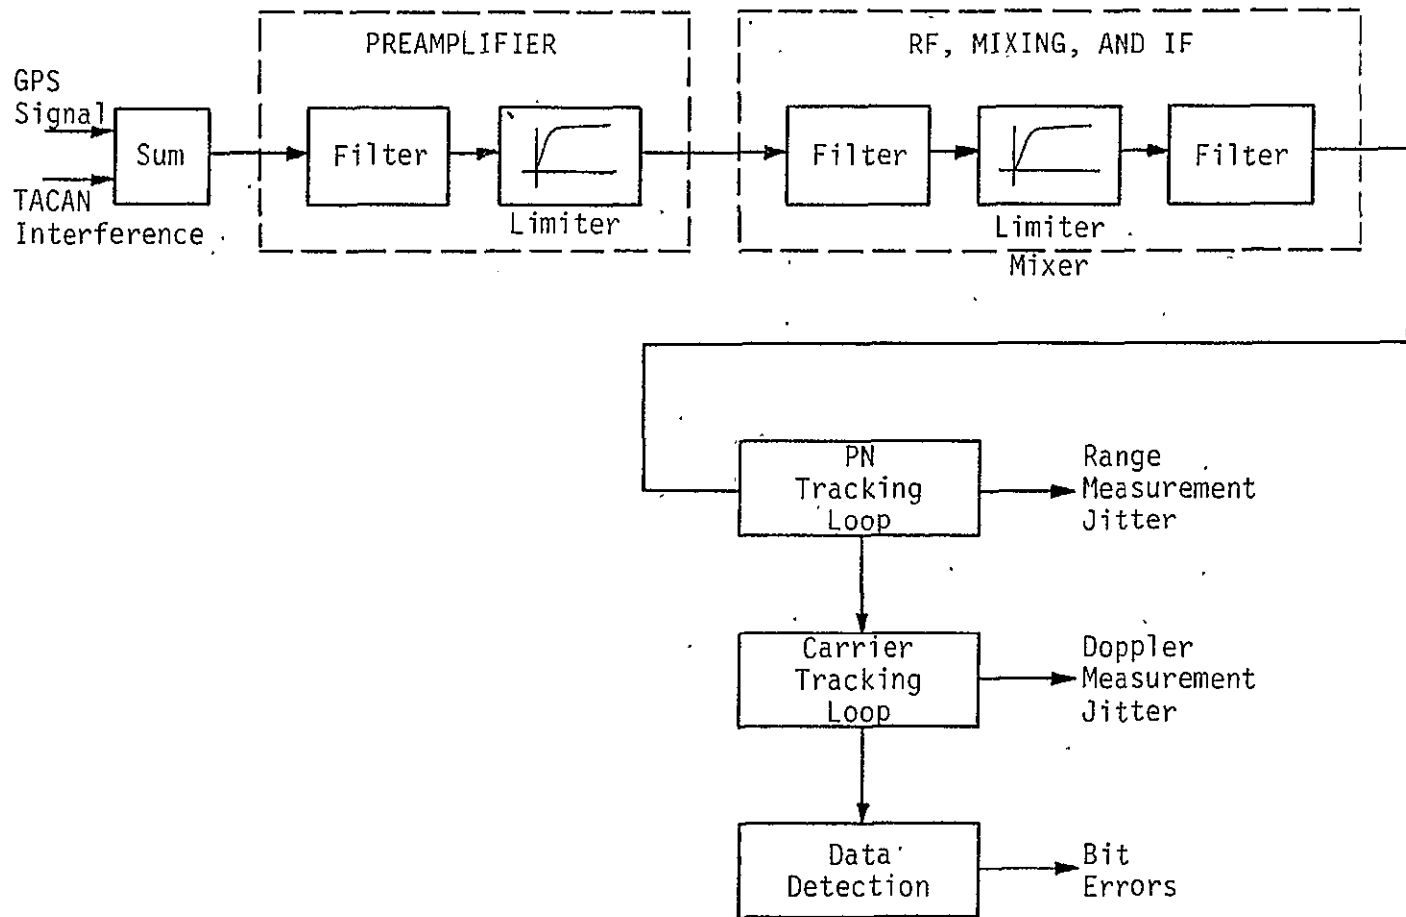 PREAMPLIFIER
RF, MIXING, AND IF
GPS
Signal
Sum
TACAN
Interference
Filter
Limiter
Filter
Limiter
Mixer
Filter
PN
Tracking
Loop
Range
Measurement
Jitter
Carrier
Tracking
Loop
Doppler
Measurement
Jitter
Data
Detection
Bit
Errors